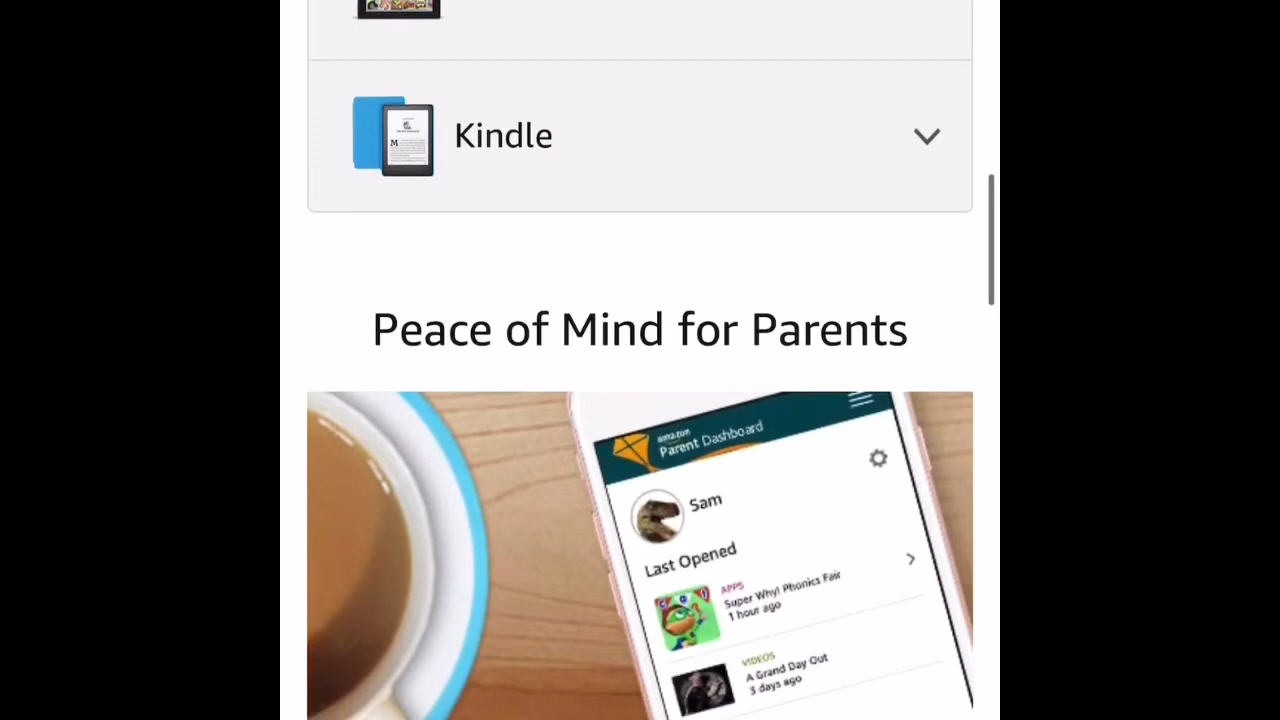 Kindle
Peace of Mind for Parents
amazon
Parent Dashboard
Sam
Last Opened
APPS
Super Why! Phonics Fair
1 hour ago
VIDEOS
A Grand Day Out
3 days ago